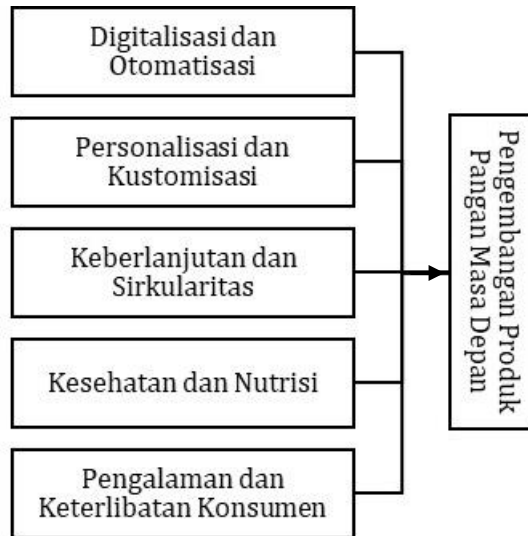 Digitalisasi dan
Otomatisasi
Personalisasi dan
Kustomisasi
Keberlanjutan dan
Sirkularitas
Kesehatan dan Nutrisi
Pengalaman dan
Keterlibatan Konsumen
Pengembangan Produk
Pangan Masa Depan